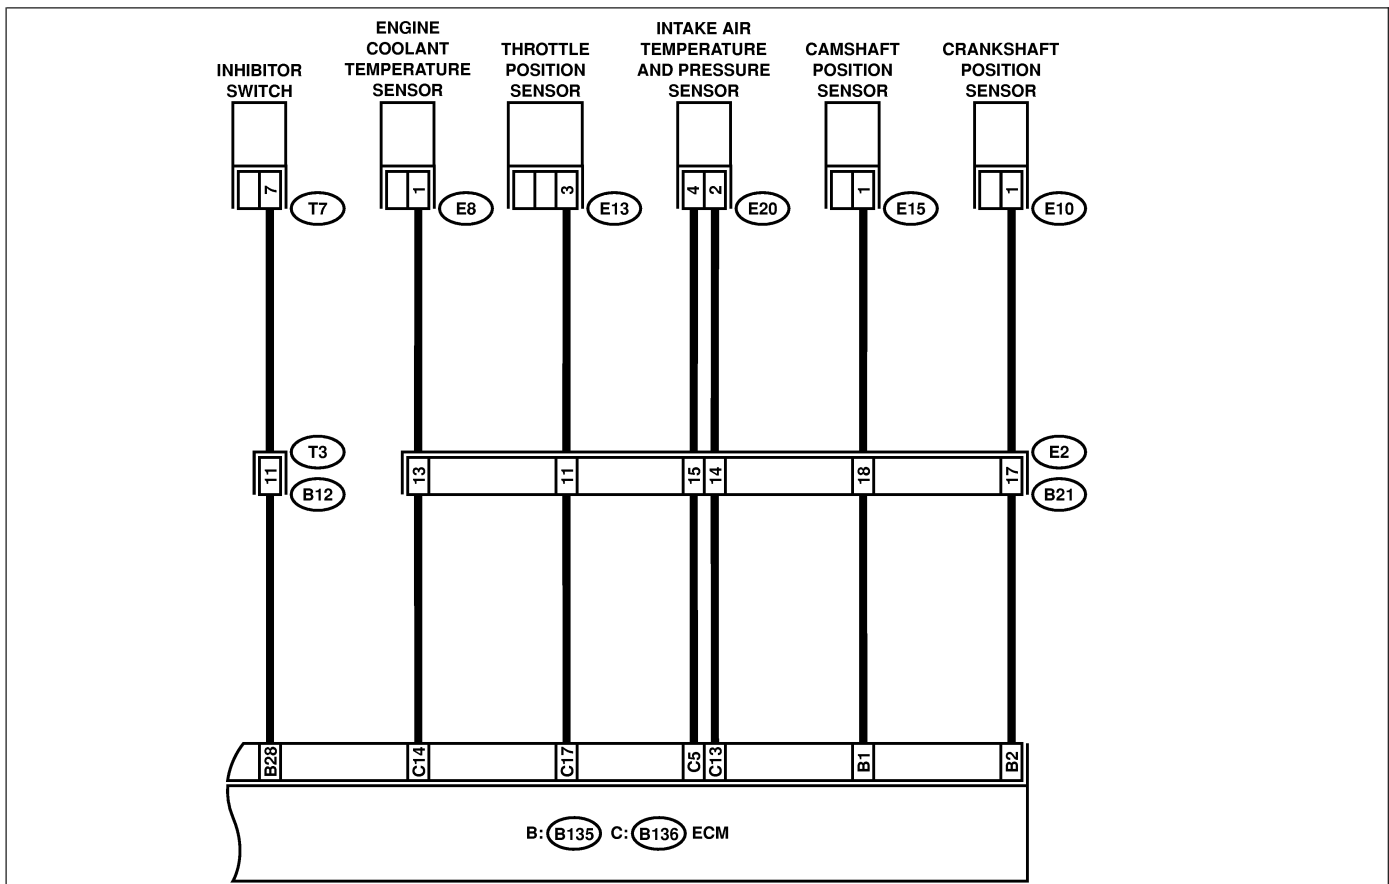 INHIBITOR
SWITCH
ENGINE
COOLANT
TEMPERATURE
SENSOR
THROTTLE
POSITION
SENSOR
INTAKE AIR
TEMPERATURE
AND PRESSURE
SENSOR
CAMSHAFT
POSITION
SENSOR
CRANKSHAFT
POSITION
SENSOR
7
T7
1
E8
3
E13
4
2
E20
1
E15
1
E10
T3
E2
11
13
11
15
14
18
17
B12
B21
B28
C14
C17
C5
C13
B1
B2
B: B135 C: B136 ECM